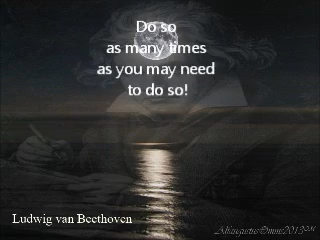 Do so
as many times
as you may need
to do so!
Ludwig van Beethoven